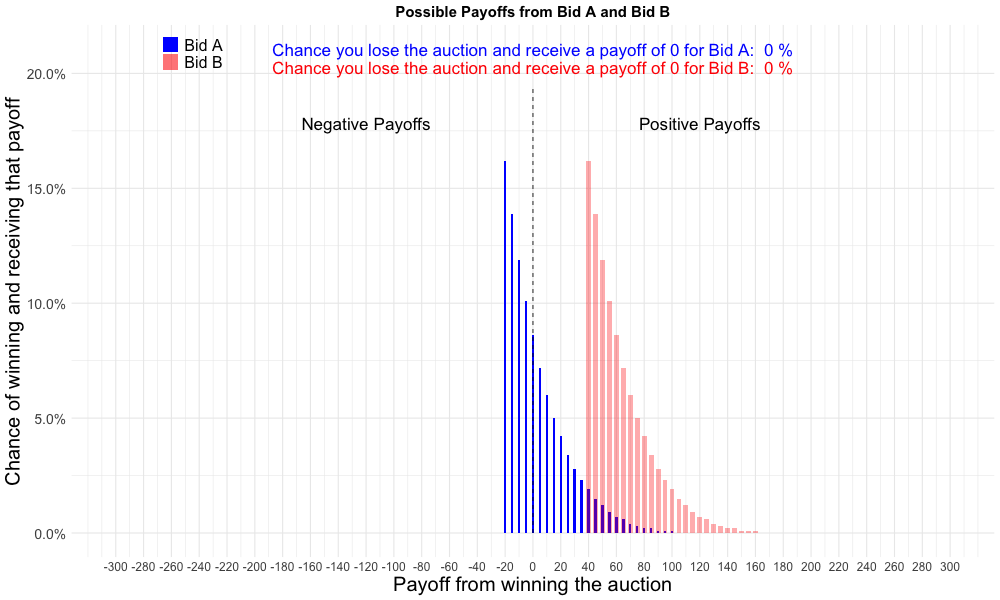 Possible Payoffs from Bid A and Bid B
Bid A
Bid B
Chance you lose the auction and receive a payoff of 0 for Bid A:  0 %
Chance you lose the auction and receive a payoff of 0 for Bid B:  0 %
Negative Payoffs
Positive Payoffs
Chance of winning and receiving that payoff
20.0%
15.0%
10.0%
5.0%
0.0%
-300 -280 -260 -240 -220 -200 -180 -160 -140 -120 -100 -80 -60 -40 -20 0 20 40 60 80 100 120 140 160 180 200 220 240 260 280 300
Payoff from winning the auction